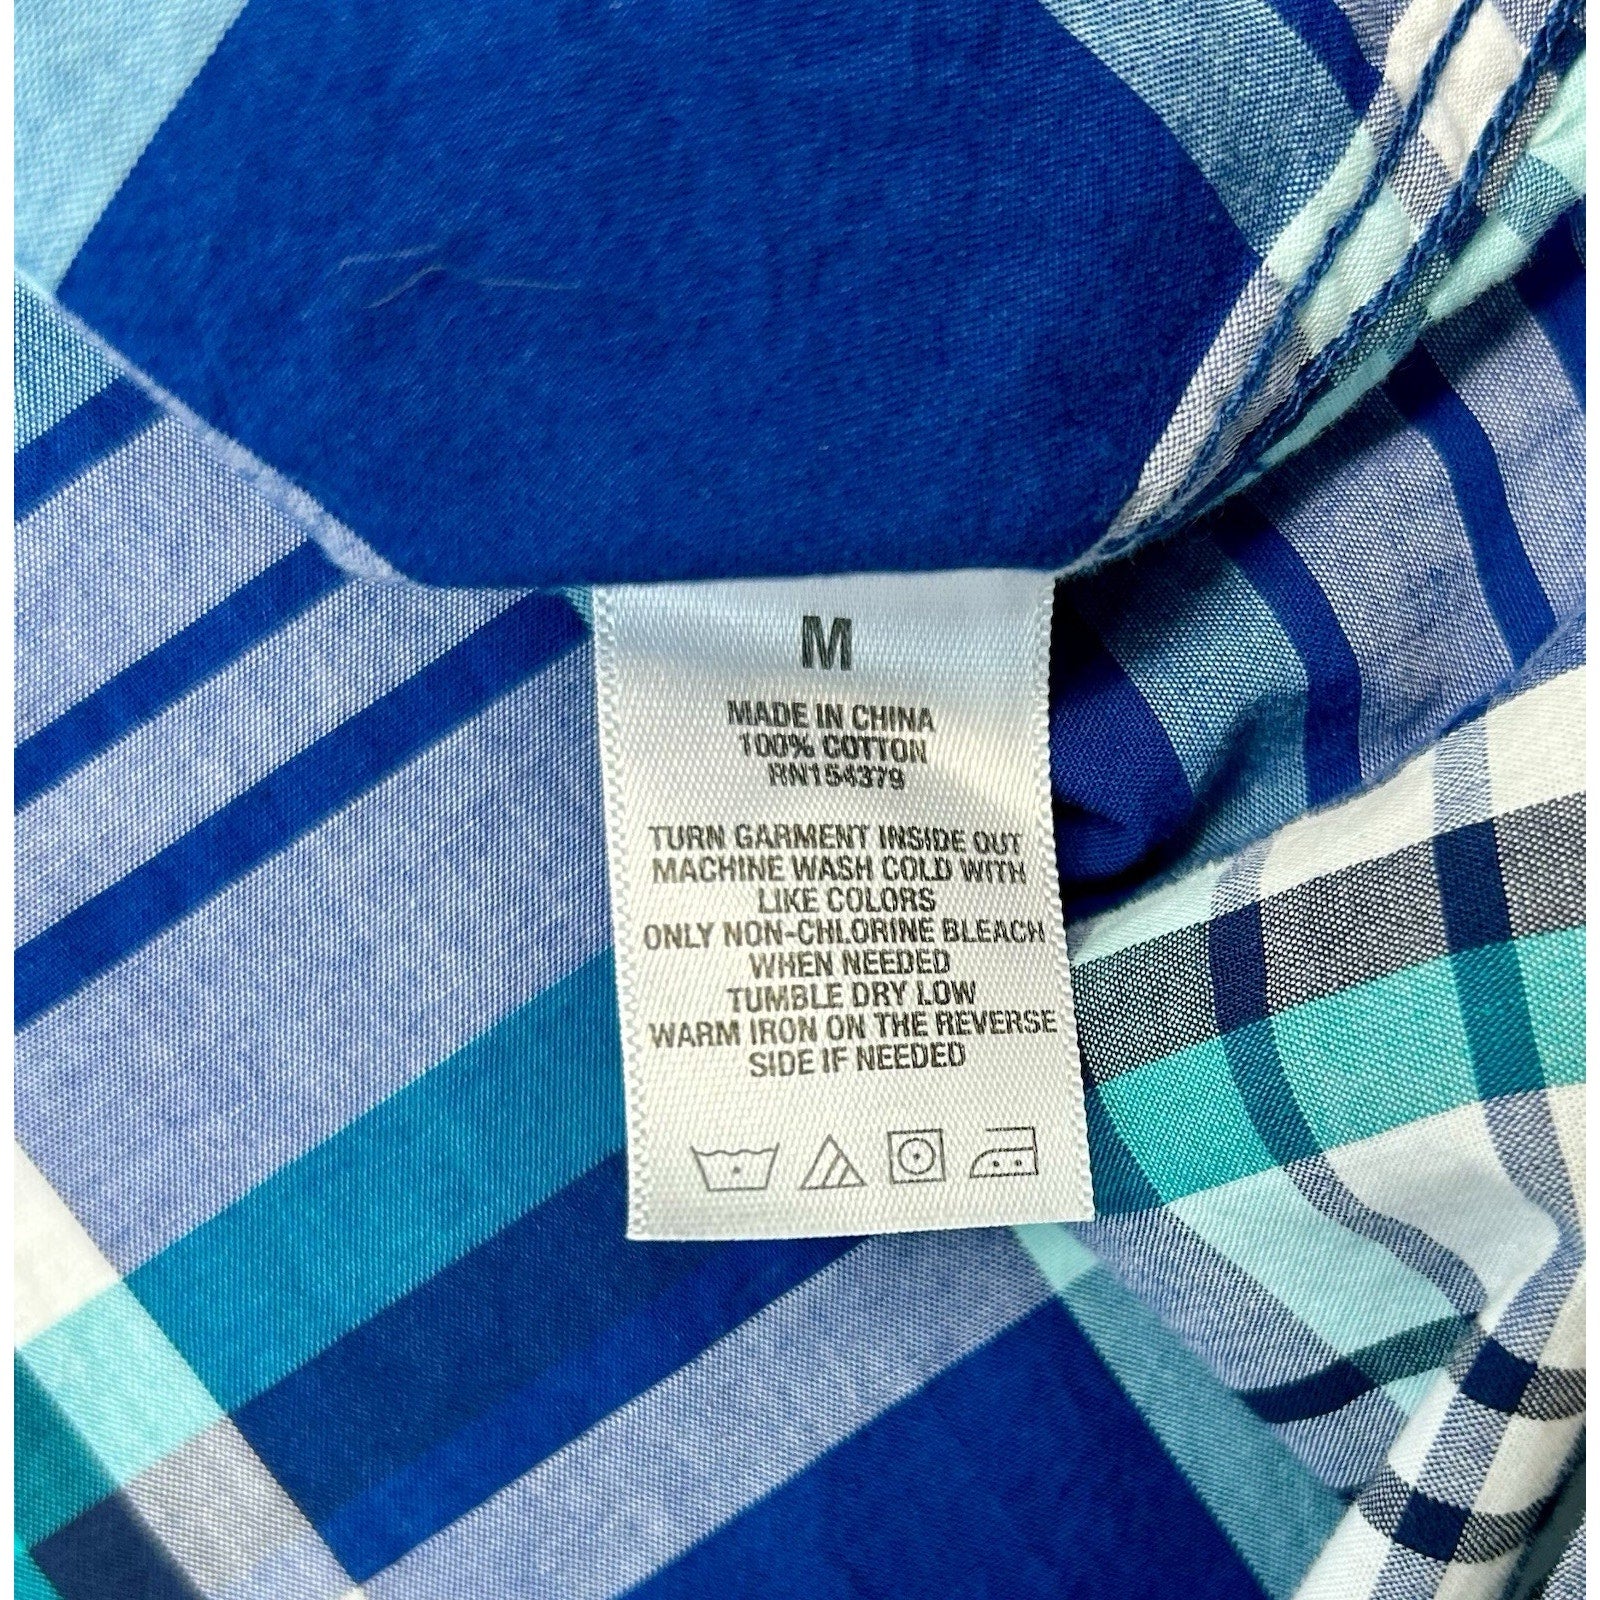 M
MADE IN CHINA
100% COTTON
RN154379
TURN GARMENT INSIDE OUT
MACHINE WASH COLD WITH
LIKE COLORS
ONLY NON-CHLORINE BLEACH
WHEN NEEDED
TUMBLE DRY LOW
WARM IRON ON THE REVERSE
SIDE IF NEEDED